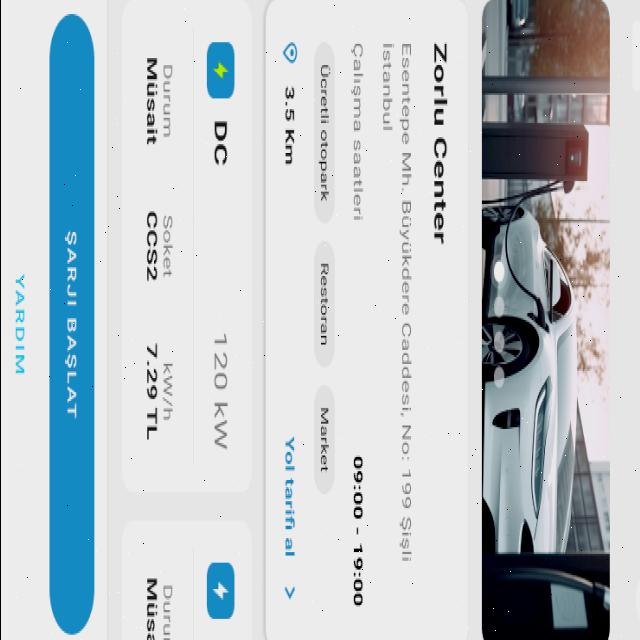 Zorlu Center
Esentepe Mh. Büyükdere Caddesi, No: 199 Şişli
İstanbul
Çalışma saatleri 09:00 - 19:00
Ücretli otopark Restoran Market
3.5 Km Yol tarifi al
DC 120 kW
Durum Soket kW/h
Müsait CCS2 7.29 TL
Durum
ŞARJI BAŞLAT
YARDIM